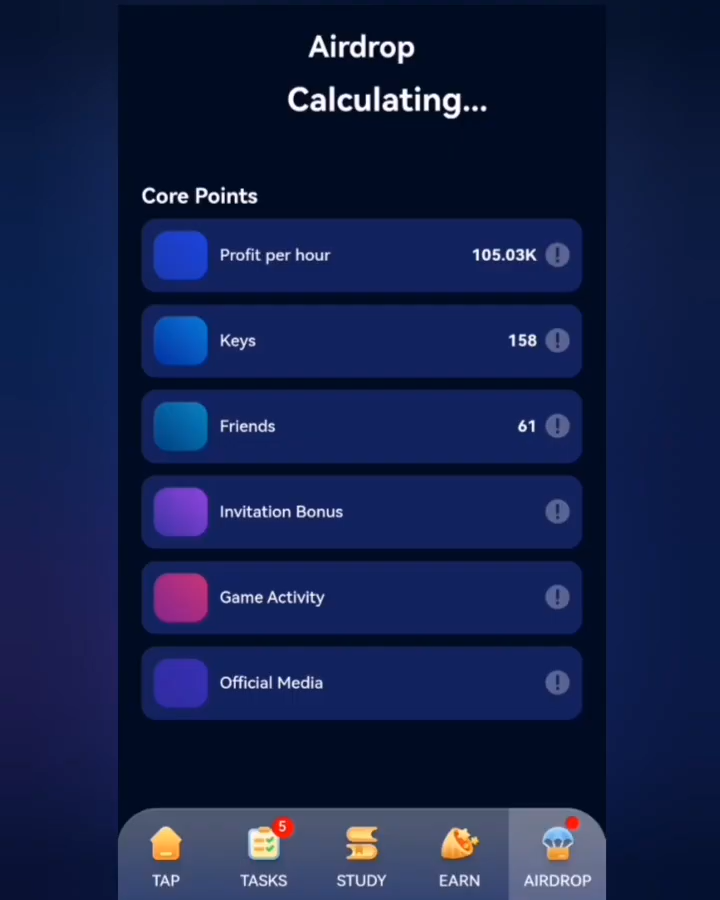 Airdrop
Calculating...
Core Points
Profit per hour 105.03K !
Keys 158 !
Friends 61 !
Invitation Bonus !
Game Activity !
Official Media !
5
TAP TASKS STUDY EARN AIRDROP